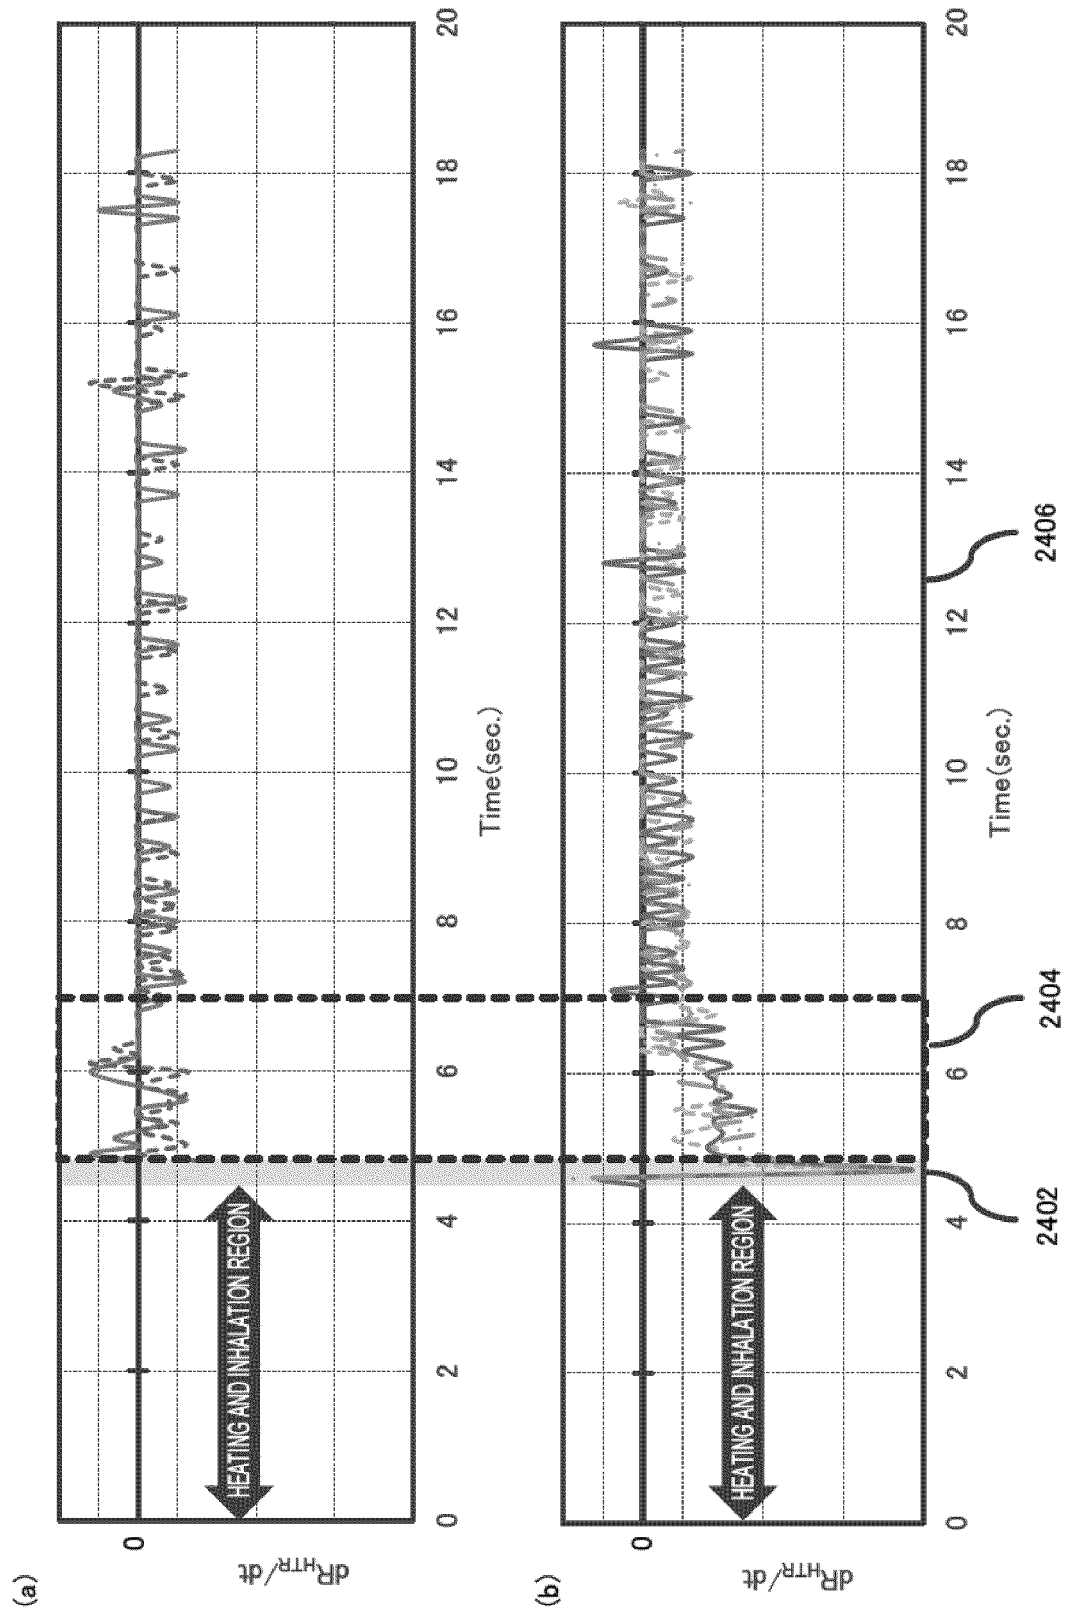 (a)
dR_HTR/dt
0
HEATING AND INHALATION REGION
0 2 4 6 8 10 12 14 16 18 20
Time(sec.)
(b)
dR_HTR/dt
0
HEATING AND INHALATION REGION
0 2 4 6 8 10 12 14 16 18 20
Time(sec.)
2402
2404
2406